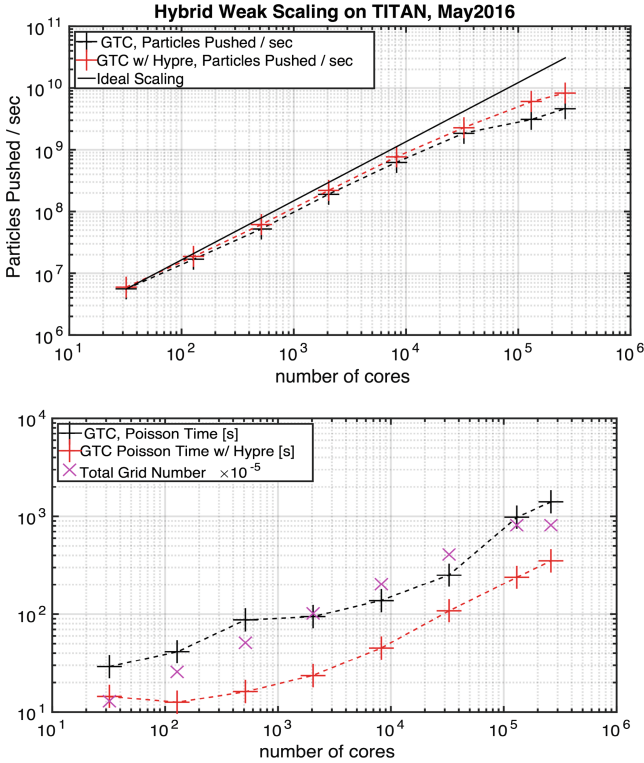 Hybrid Weak Scaling on TITAN, May2016
10^11
GTC, Particles Pushed / sec
GTC w/ Hypre, Particles Pushed / sec
Ideal Scaling
10^10
10^9
10^8
10^7
10^6
Particles Pushed / sec
10^1 10^2 10^3 10^4 10^5 10^6
number of cores
10^4
GTC, Poisson Time [s]
GTC Poisson Time w/ Hypre [s]
Total Grid Number ×10^-5
10^3
10^2
10^1
10^1 10^2 10^3 10^4 10^5 10^6
number of cores